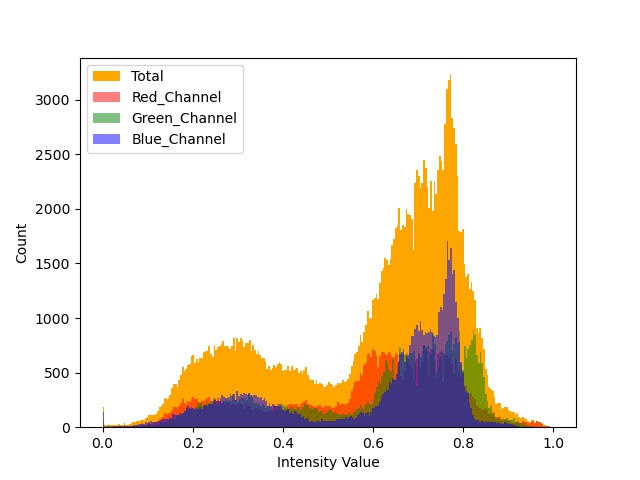 Total
Red_Channel
Green_Channel
Blue_Channel
3000
2500
2000
1500
1000
500
0
Count
0.0 0.2 0.4 0.6 0.8 1.0
Intensity Value